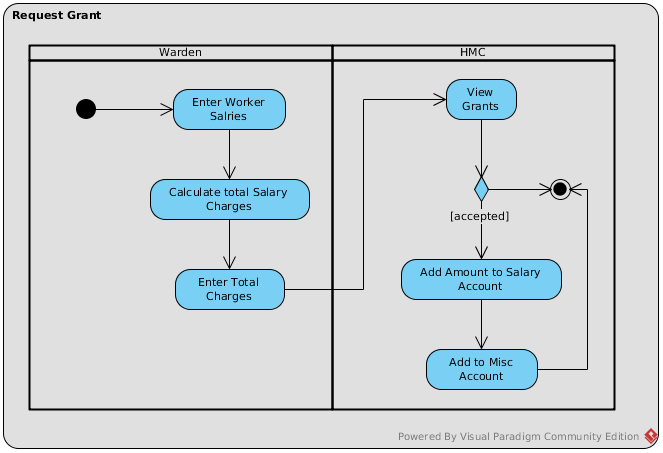 Request Grant
Warden
HMC
Enter Worker
Salries
Calculate total Salary
Charges
Enter Total
Charges
View
Grants
[accepted]
Add Amount to Salary
Account
Add to Misc
Account
Powered By Visual Paradigm Community Edition